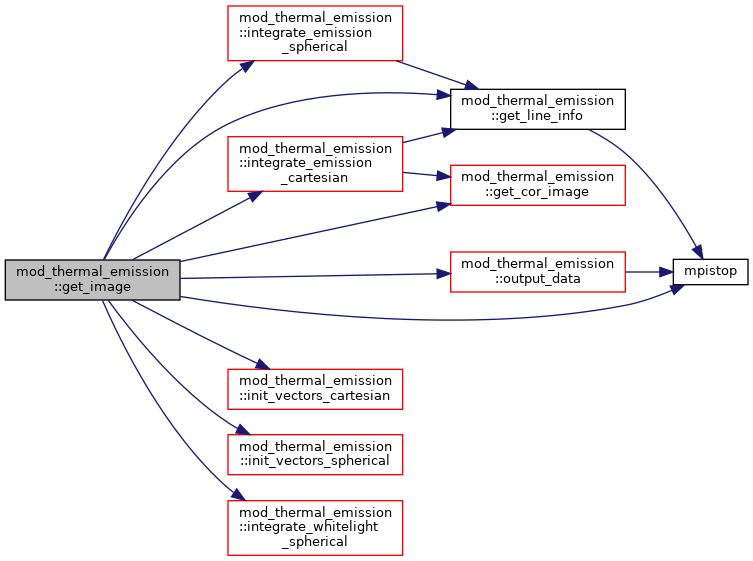 mod_thermal_emission
::integrate_emission
_spherical
mod_thermal_emission
::get_line_info
mod_thermal_emission
::integrate_emission
_cartesian
mod_thermal_emission
::get_cor_image
mod_thermal_emission
::get_image
mod_thermal_emission
::output_data
mpistop
mod_thermal_emission
::init_vectors_cartesian
mod_thermal_emission
::init_vectors_spherical
mod_thermal_emission
::integrate_whitelight
_spherical